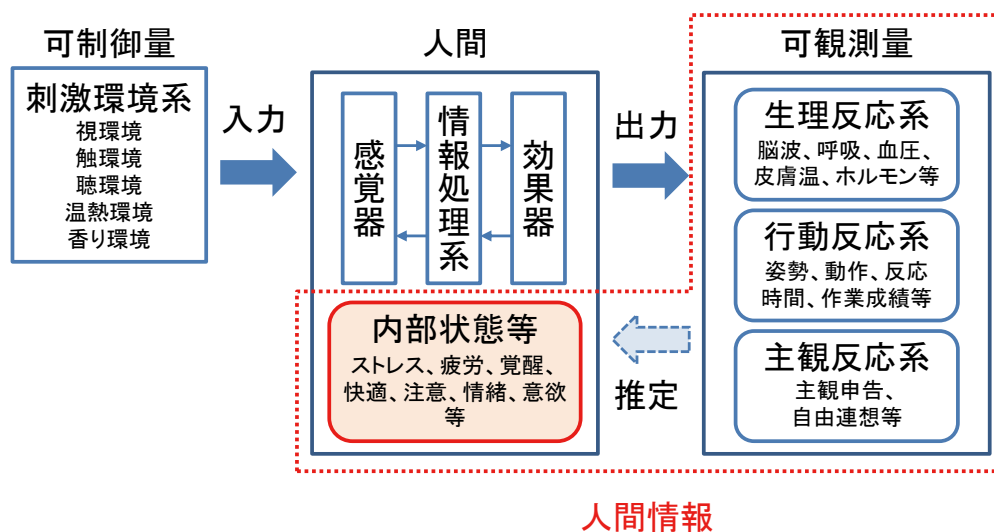 可制御量
刺激環境系
視環境
触環境
聴環境
温熱環境
香り環境
入力
人間
感覚器
情報処理系
効果器
内部状態等
ストレス、疲労、覚醒、
快適、注意、情緒、意欲
等
出力
推定
可観測量
生理反応系
脳波、呼吸、血圧、
皮膚温、ホルモン等
行動反応系
姿勢、動作、反応
時間、作業成績等
主観反応系
主観申告、
自由連想等
人間情報